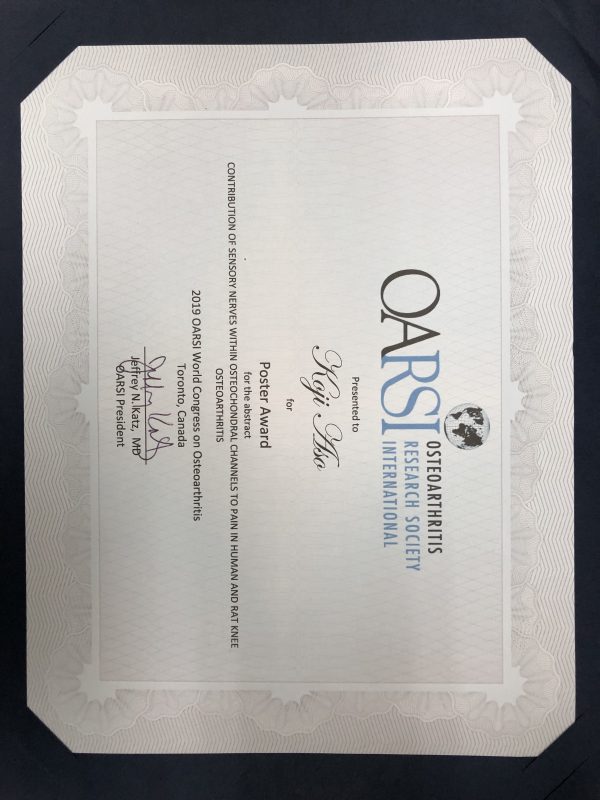 OARSI
OSTEOARTHRITIS
RESEARCH SOCIETY
INTERNATIONAL
Presented to
Koji Aso
for
Poster Award
for the abstract
CONTRIBUTION OF SENSORY NERVES WITHIN OSTEOCHONDRAL CHANNELS TO PAIN IN HUMAN AND RAT KNEE
OSTEOARTHRITIS
2019 OARSI World Congress on Osteoarthritis
Toronto, Canada
Jeffrey N. Katz, MD
OARSI President